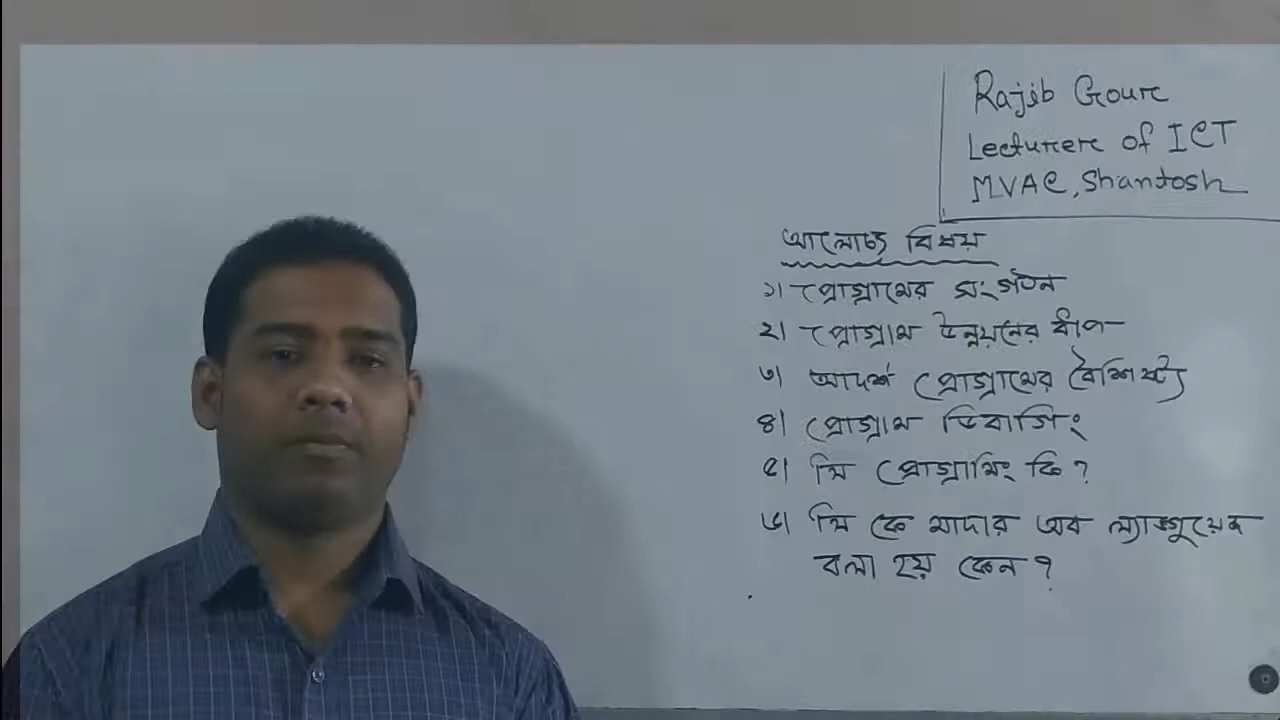 Rajib Gour
Lecturer of ICT
MVAC, Shantosh
আলোচ্য বিষয়
১। প্রোগ্রামের সংগঠন
২। প্রোগ্রাম উন্নয়নের ধাপ
৩। আদর্শ প্রোগ্রামের বৈশিষ্ট্য
৪। প্রোগ্রাম ডিবাগিং
৫। সি প্রোগ্রামিং কি ?
৬। সি কে মাদার অব ল্যাঙ্গুয়েজ
বলা হয় কেন ?